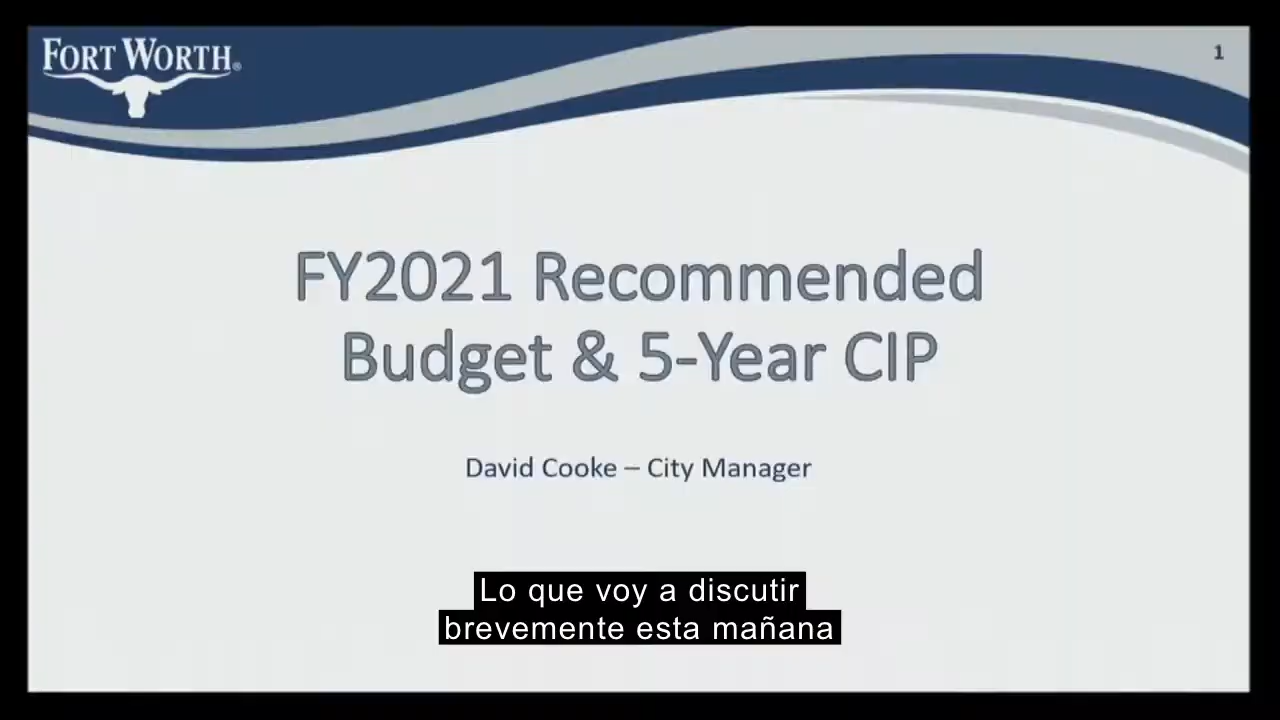 FORT WORTH®
1
FY2021 Recommended
Budget & 5-Year CIP
David Cooke – City Manager
Lo que voy a discutir
brevemente esta mañana